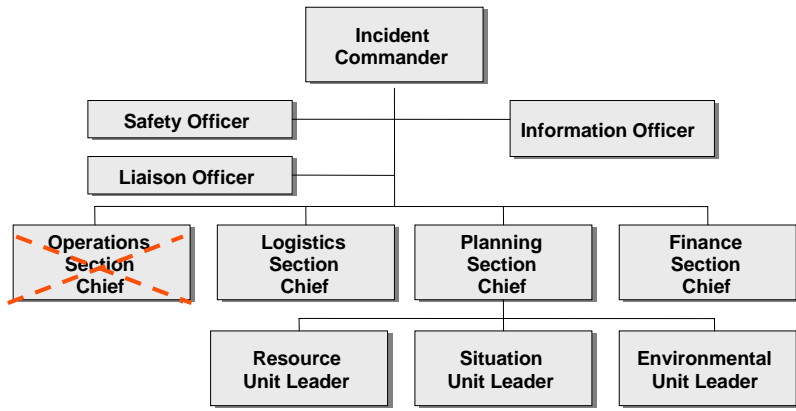 Incident
Commander
Safety Officer
Information Officer
Liaison Officer
Operations
Section
Chief
Logistics
Section
Chief
Planning
Section
Chief
Finance
Section
Chief
Resource
Unit Leader
Situation
Unit Leader
Environmental
Unit Leader